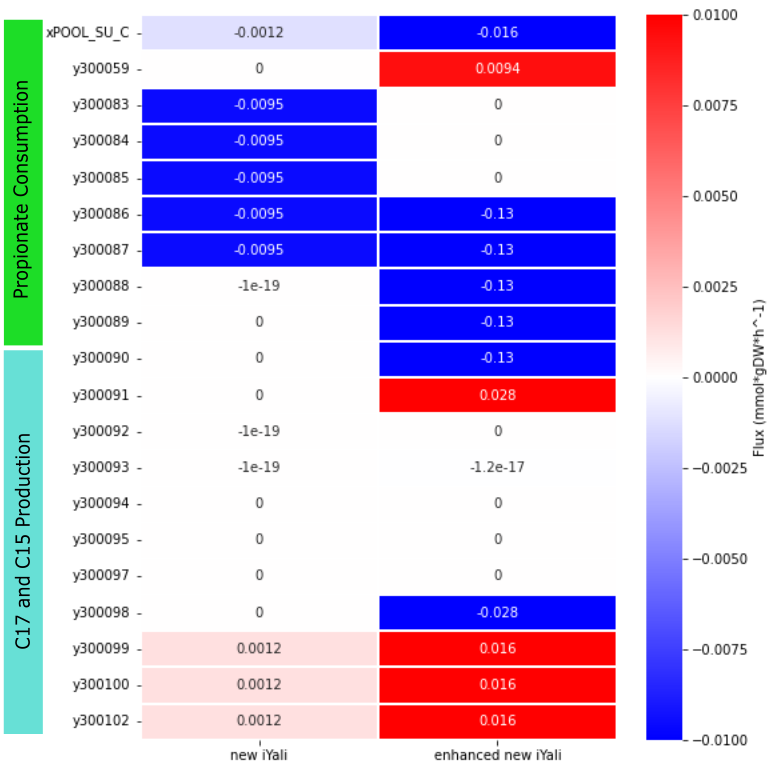 Propionate Consumption
C17 and C15 Production
xPOOL_SU_C -0.0012 -0.016
y300059 0 0.0094
y300083 -0.0095 0
y300084 -0.0095 0
y300085 -0.0095 0
y300086 -0.0095 -0.13
y300087 -0.0095 -0.13
y300088 -1e-19 -0.13
y300089 0 -0.13
y300090 0 -0.13
y300091 0 0.028
y300092 -1e-19 0
y300093 -1e-19 -1.2e-17
y300094 0 0
y300095 0 0
y300097 0 0
y300098 0 -0.028
y300099 0.0012 0.016
y300100 0.0012 0.016
y300102 0.0012 0.016
new iYali enhanced new iYali
0.0100
0.0075
0.0050
0.0025
0.0000
−0.0025
−0.0050
−0.0075
−0.0100
Flux (mmol*gDW*h^-1)